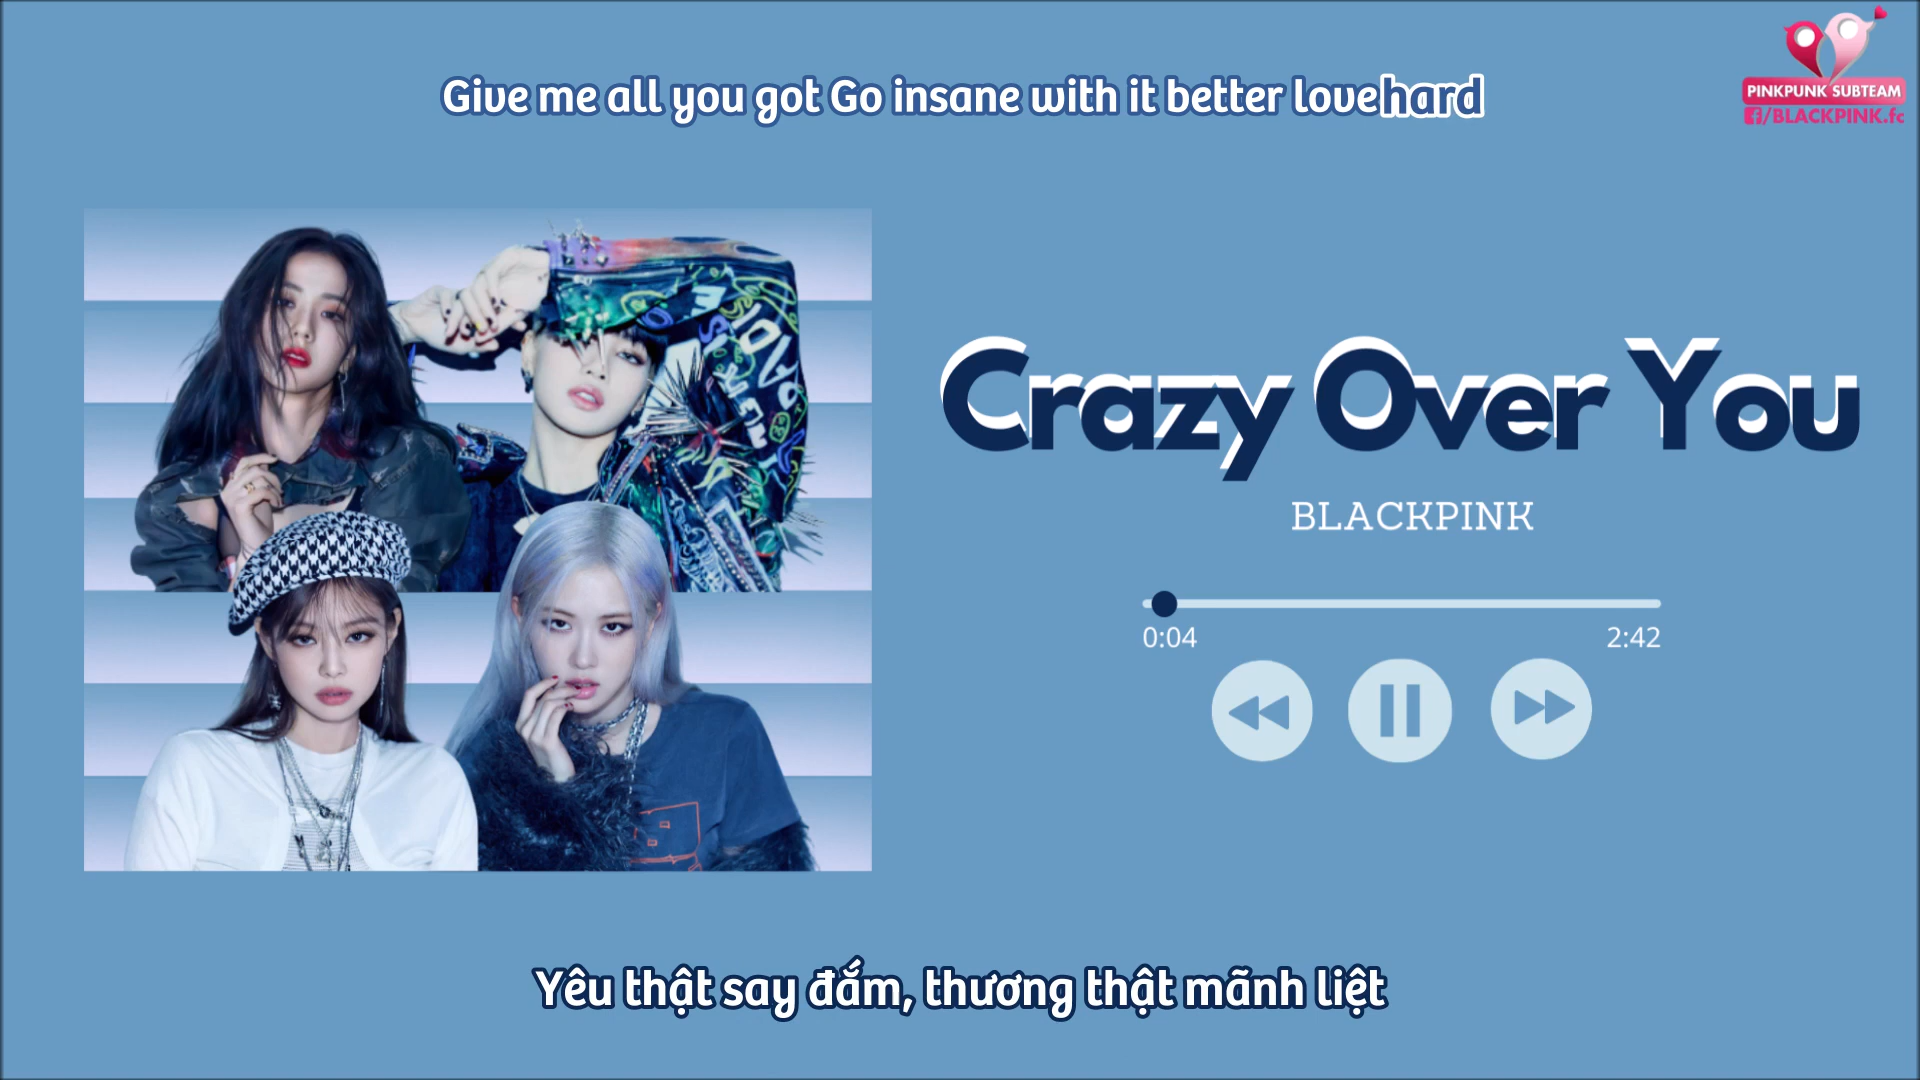 Give me all you got Go insane with it better love hard
PINKPUNK SUBTEAM
f/BLACKPINK.fc
Crazy Over You
BLACKPINK
0:04
2:42
Yêu thật say đắm, thương thật mãnh liệt